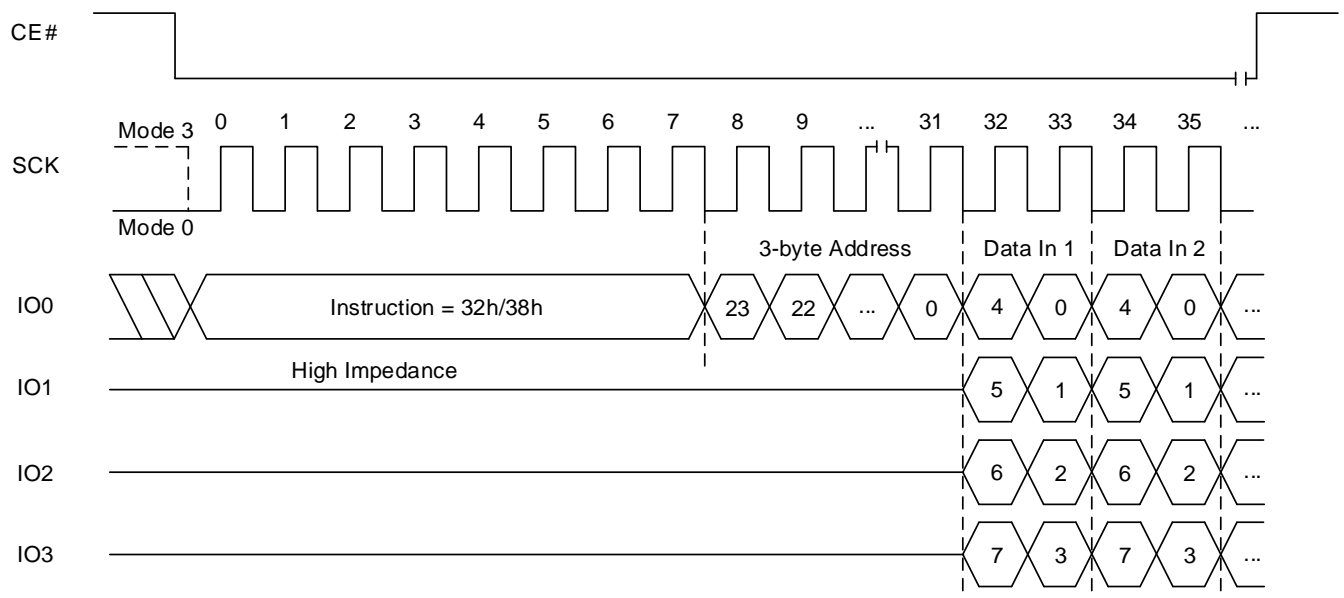 CE#
Mode 3 0 1 2 3 4 5 6 7 8 9 ... 31 32 33 34 35 ...
SCK
Mode 0
3-byte Address Data In 1 Data In 2
IO0 Instruction = 32h/38h 23 22 ... 0 4 0 4 0 ...
High Impedance
IO1 5 1 5 1 ...
IO2 6 2 6 2 ...
IO3 7 3 7 3 ...